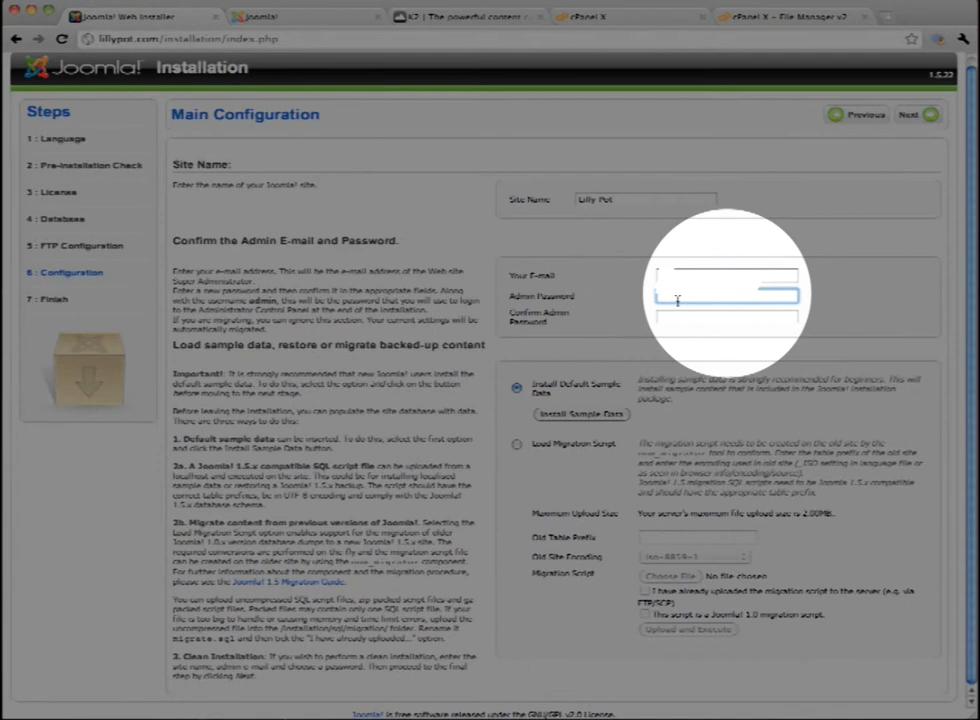 Joomla! Web Installer
Joomla!
K2 | The powerful content
cPanel X
cPanel X - File Manager v2
lillypot.com/installation/index.php
Joomla! Installation
1.5.22
Steps
1 : Language
2 : Pre-Installation Check
3 : License
4 : Database
5 : FTP Configuration
6 : Configuration
7 : Finish
Main Configuration
Previous
Next
Site Name:
Enter the name of your Joomla! site.
Site Name
Lilly Pot
Confirm the Admin E-mail and Password.
Enter your e-mail address. This will be the e-mail address of the Web site
Super Administrator.
Enter a new password and then confirm it in the appropriate fields. Along
with the username admin, this will be the password that you will use to login
to the Administrator Control Panel at the end of the installation.
If you are migrating, you can ignore this section. Your current settings will be
automatically migrated.
Your E-mail
Admin Password
Confirm Admin
Password
Load sample data, restore or migrate backed-up content
Important! It is strongly recommended that new Joomla! users install the
default sample data. To do this, select the option and click on the button
before moving to the next stage.
Before leaving the installation, you can populate the site database with data.
There are three ways to do this:
1. Default sample data can be inserted. To do this, select the first option
and click the Install Sample Data button.
2a. A Joomla! 1.5.x compatible SQL script file can be uploaded from a
localhost and executed on the site. This could be for installing localised
sample data or restoring a Joomla! 1.5.x backup. The script should have the
correct table prefixes, be in UTF-8 encoding and comply with the Joomla!
1.5.x database schema.
2b. Migrate content from previous versions of Joomla!. Selecting the
Load Migration Script option enables support for the migration of older
Joomla! 1.0.x version database dumps to a new Joomla! 1.5.x site. The
required conversions are performed on the fly and the migration script file
can be created on the older site by using the com_migrator component.
For further information about the component and the migration procedure,
please see the Joomla! 1.5 Migration Guide.
You can upload uncompressed SQL script files, zip packed script files and gz
packed script files. Packed files may contain only one SQL script file. If your
file is too big to handle or causing memory and time limit errors, upload the
uncompressed file into the /installation/sql/migration/ folder. Rename it
migrate.sql and then tick the "I have already uploaded..." option.
3. Clean Installation: If you wish to perform a clean installation, enter the
site name, admin e-mail and choose a password. Then proceed to the final
step by clicking Next.
Install Default Sample
Data
Installing sample data is strongly recommended for beginners. This will
install sample content that is included in the Joomla! installation
package.
Install Sample Data
Load Migration Script
The migration script needs to be created on the old site by the
com_migrator tool to conform. Enter the table prefix of the old site
and enter the encoding used in old site (_ISO setting in language file or
as seen in browser info/encoding/source).
Joomla! 1.5 migration SQL scripts need to be Joomla 1.5.x compatible
and should have the appropriate table prefix.
Maximum Upload Size
Your server's maximum file upload size is 2.00MB.
Old Table Prefix
Old Site Encoding
iso-8859-1
Migration Script
Choose File
No file chosen
I have already uploaded the migration script to the server (e.g. via
FTP/SCP)
This script is a Joomla! 1.0 migration script.
Upload and Execute
Joomla! is free software released under the GNU/GPL v2.0 License.